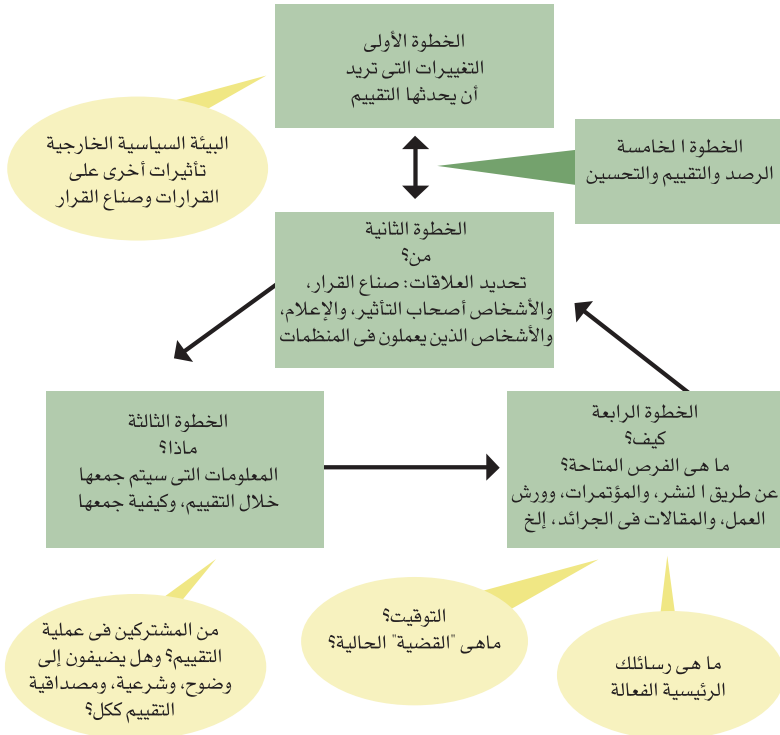 الخطوة الأولى
التغييرات التى تريد
أن يحدثها التقييم
البيئة السياسية الخارجية
تأثيرات أخرى على
القرارات وصناع القرار
الخطوة ا لخامسة
الرصد والتقييم والتحسين
الخطوة الثانية
من؟
تحديد العلاقات: صناع القرار،
والأشخاص أصحاب التأثير، والإعلام،
والأشخاص الذين يعملون فى المنظمات
الخطوة الثالثة
ماذا؟
المعلومات التى سيتم جمعها
خلال التقييم، وكيفية جمعها
الخطوة الرابعة
كيف؟
ما هى الفرص المتاحة؟
عن طريق ا لنشر، والمؤتمرات، وورش
العمل، والمقالات فى الجرائد، إلخ
من المشتركين فى عملية
التقييم؟ وهل يضيفون إلى
وضوح، وشرعية، ومصداقية
التقييم ككل؟
التوقيت؟
ماهى "القضية" الحالية؟
ما هى رسائلك
الرئيسية الفعالة